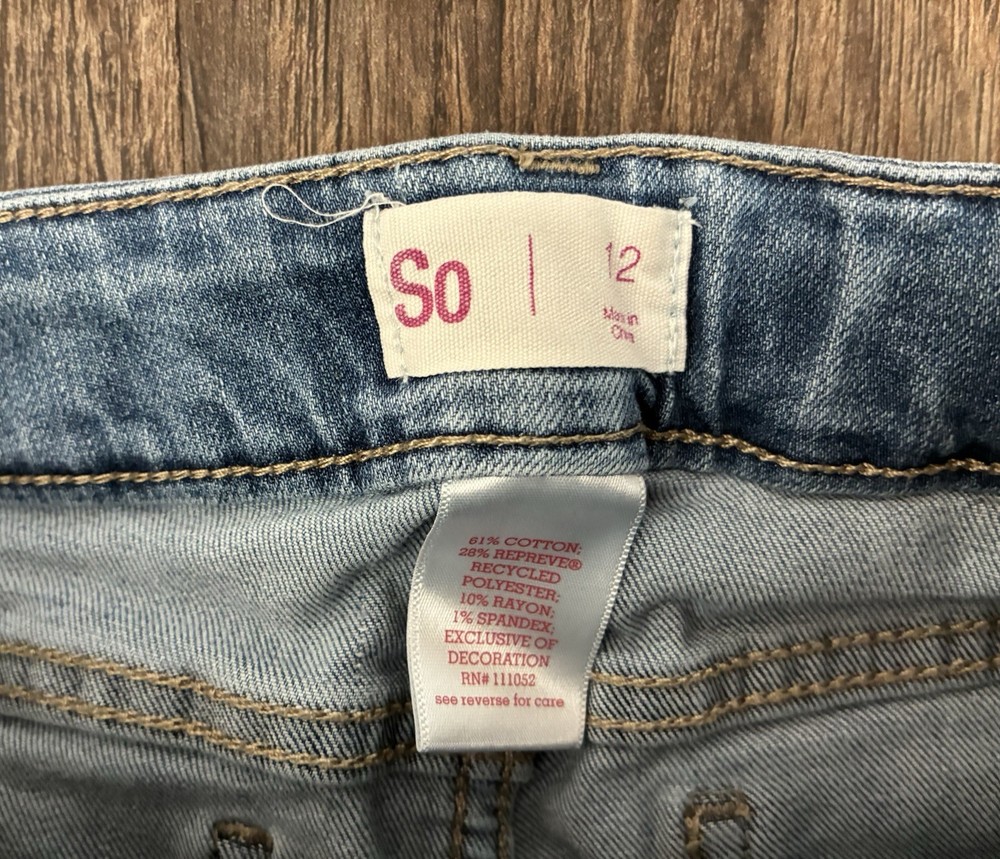 So | 12
Made in
China
61% COTTON;
28% REPREVE®
RECYCLED
POLYESTER;
10% RAYON;
1% SPANDEX;
EXCLUSIVE OF
DECORATION
RN# 111052
see reverse for care